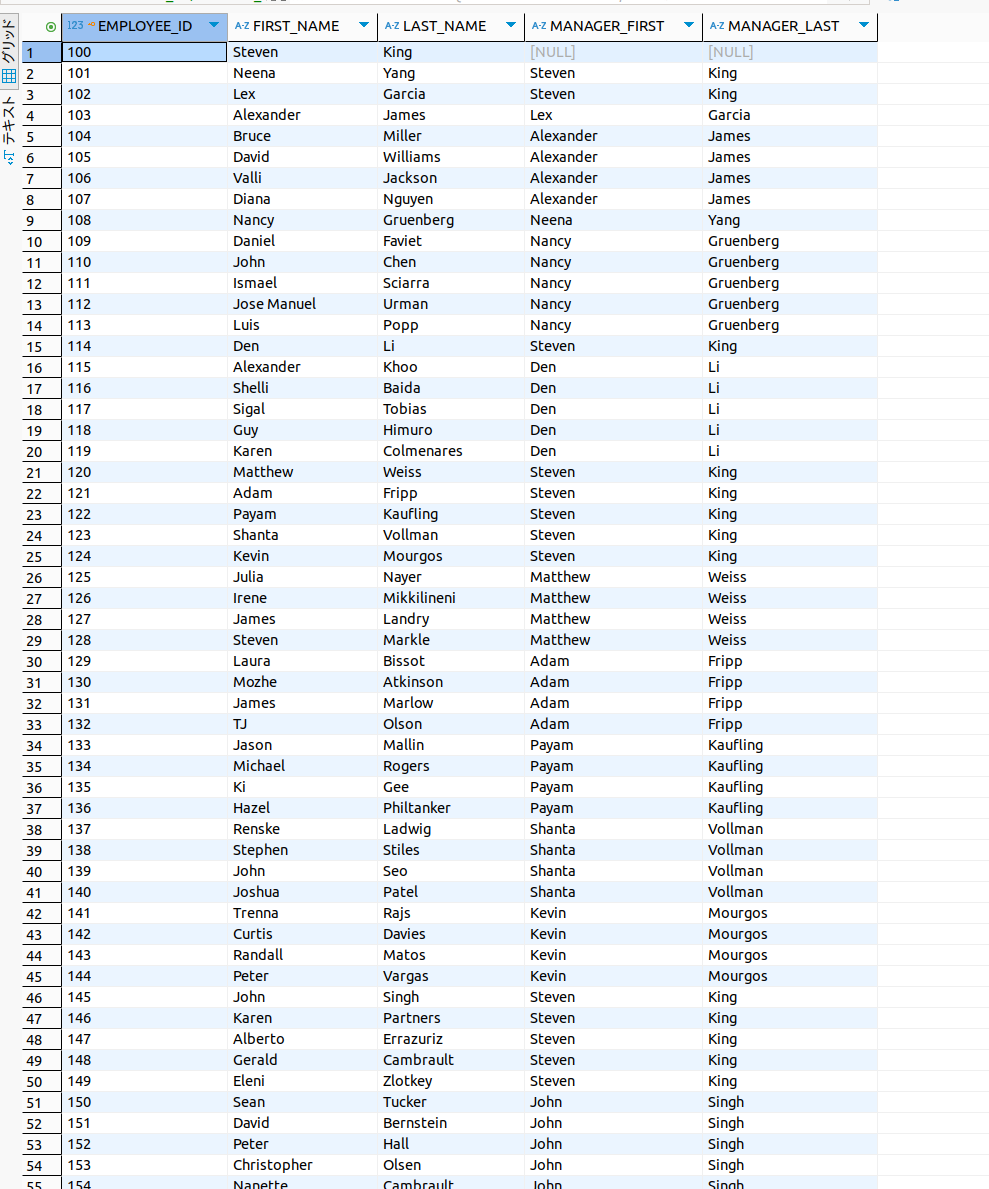 グリッド
テキスト
123 EMPLOYEE_ID A-Z FIRST_NAME A-Z LAST_NAME A-Z MANAGER_FIRST A-Z MANAGER_LAST
1 100 Steven King [NULL] [NULL]
2 101 Neena Yang Steven King
3 102 Lex Garcia Steven King
4 103 Alexander James Lex Garcia
5 104 Bruce Miller Alexander James
6 105 David Williams Alexander James
7 106 Valli Jackson Alexander James
8 107 Diana Nguyen Alexander James
9 108 Nancy Gruenberg Neena Yang
10 109 Daniel Faviet Nancy Gruenberg
11 110 John Chen Nancy Gruenberg
12 111 Ismael Sciarra Nancy Gruenberg
13 112 Jose Manuel Urman Nancy Gruenberg
14 113 Luis Popp Nancy Gruenberg
15 114 Den Li Steven King
16 115 Alexander Khoo Den Li
17 116 Shelli Baida Den Li
18 117 Sigal Tobias Den Li
19 118 Guy Himuro Den Li
20 119 Karen Colmenares Den Li
21 120 Matthew Weiss Steven King
22 121 Adam Fripp Steven King
23 122 Payam Kaufling Steven King
24 123 Shanta Vollman Steven King
25 124 Kevin Mourgos Steven King
26 125 Julia Nayer Matthew Weiss
27 126 Irene Mikkilineni Matthew Weiss
28 127 James Landry Matthew Weiss
29 128 Steven Markle Matthew Weiss
30 129 Laura Bissot Adam Fripp
31 130 Mozhe Atkinson Adam Fripp
32 131 James Marlow Adam Fripp
33 132 TJ Olson Adam Fripp
34 133 Jason Mallin Payam Kaufling
35 134 Michael Rogers Payam Kaufling
36 135 Ki Gee Payam Kaufling
37 136 Hazel Philtanker Payam Kaufling
38 137 Renske Ladwig Shanta Vollman
39 138 Stephen Stiles Shanta Vollman
40 139 John Seo Shanta Vollman
41 140 Joshua Patel Shanta Vollman
42 141 Trenna Rajs Kevin Mourgos
43 142 Curtis Davies Kevin Mourgos
44 143 Randall Matos Kevin Mourgos
45 144 Peter Vargas Kevin Mourgos
46 145 John Singh Steven King
47 146 Karen Partners Steven King
48 147 Alberto Errazuriz Steven King
49 148 Gerald Cambrault Steven King
50 149 Eleni Zlotkey Steven King
51 150 Sean Tucker John Singh
52 151 David Bernstein John Singh
53 152 Peter Hall John Singh
54 153 Christopher Olsen John Singh
55 154 Nanette Cambrault John Singh